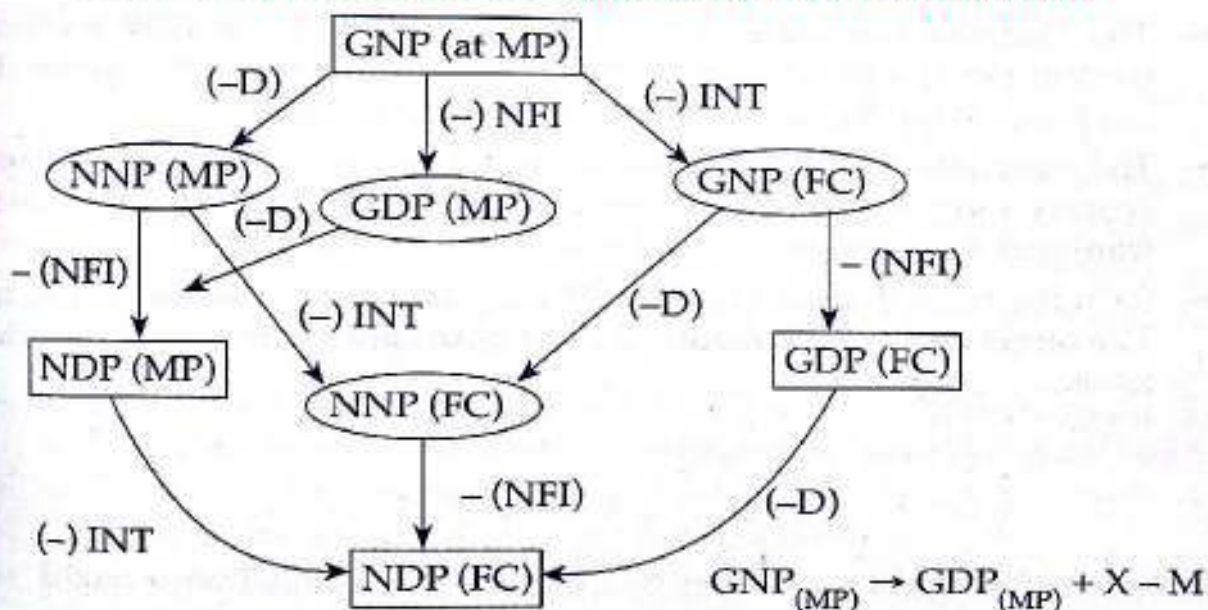 GNP (at MP)
(–D)
(–) NFI
(–) INT
NNP (MP)
GDP (MP)
GNP (FC)
(–D)
– (NFI)
(–) INT
(–D)
– (NFI)
NDP (MP)
NNP (FC)
GDP (FC)
– (NFI)
(–) INT
(–D)
NDP (FC)
GNP(MP) → GDP(MP) + X – M